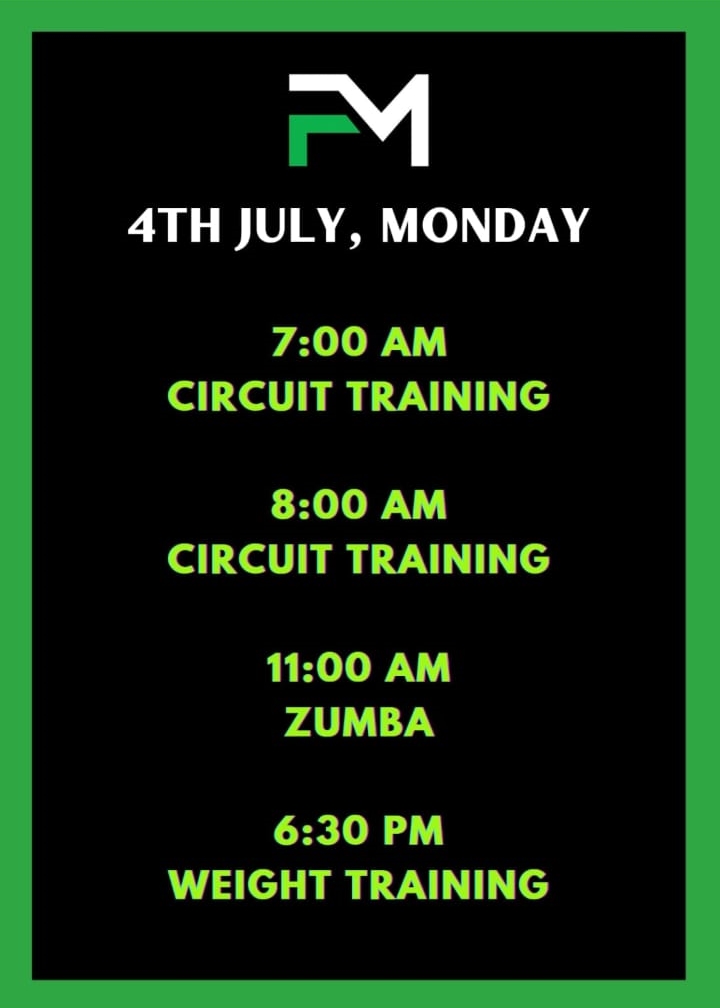 FM
4TH JULY, MONDAY
7:00 AM
CIRCUIT TRAINING
8:00 AM
CIRCUIT TRAINING
11:00 AM
ZUMBA
6:30 PM
WEIGHT TRAINING